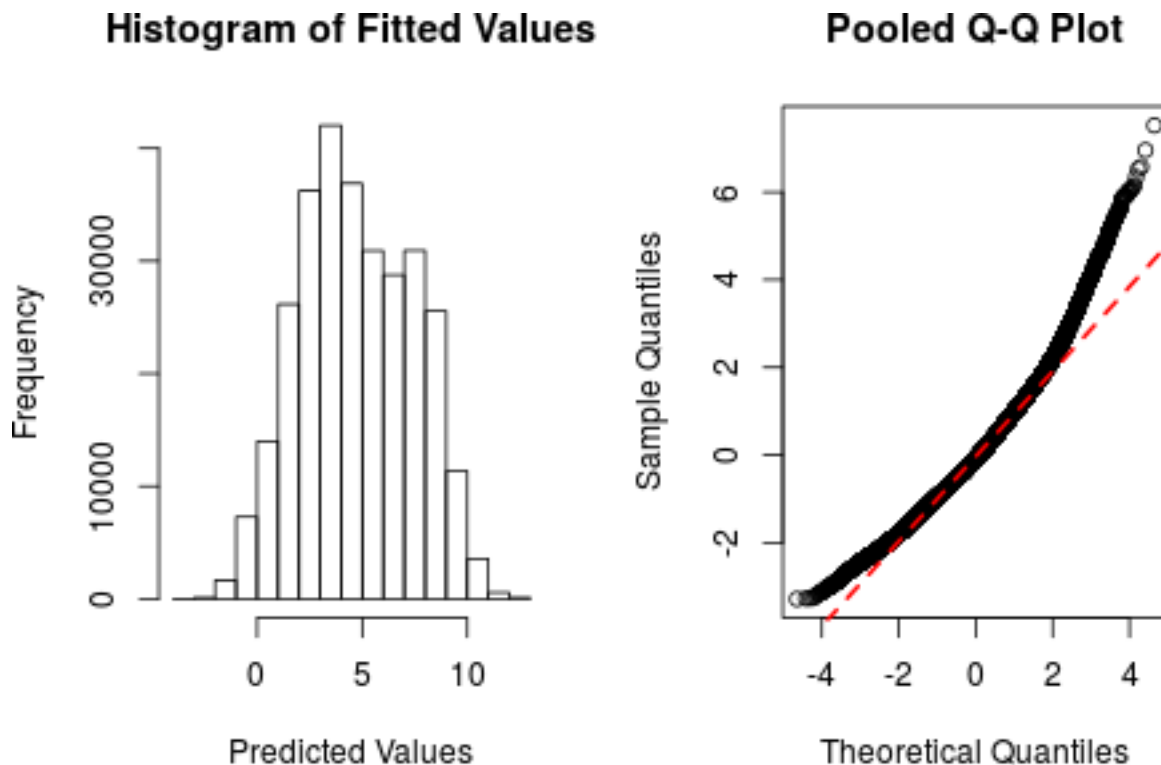 Histogram of Fitted Values
Frequency
0
10000
30000
0 5 10
Predicted Values
Pooled Q-Q Plot
Sample Quantiles
-2
0
2
4
6
-4 -2 0 2 4
Theoretical Quantiles